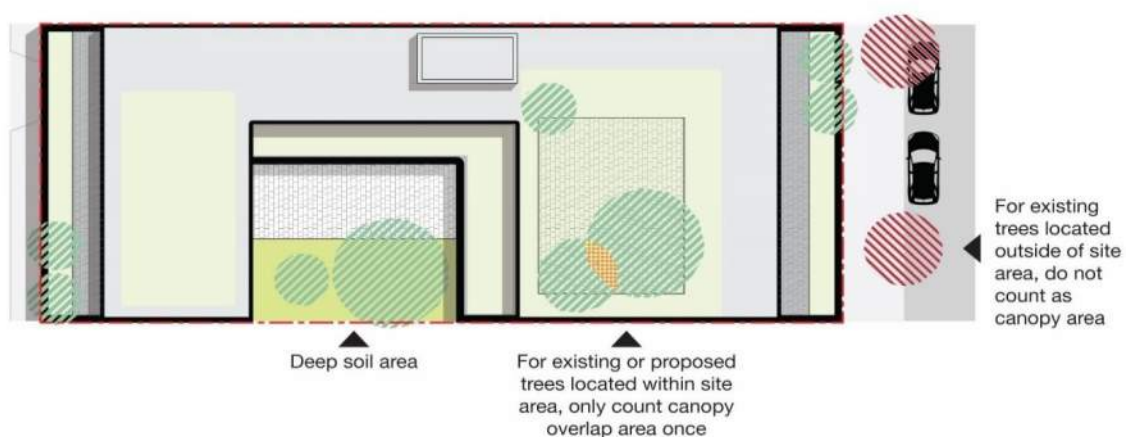 For existing
trees located
outside of site
area, do not
count as
canopy area
Deep soil area
For existing or proposed
trees located within site
area, only count canopy
overlap area once